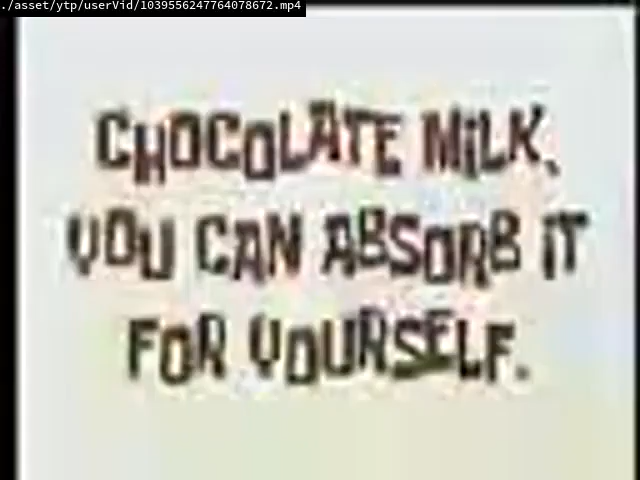 ./asset/ytp/userVid/1039556247764078672.mp4
CHOCOLATE MiLK,
YOU CAN ABSORB iT
FOR YOURSELF.